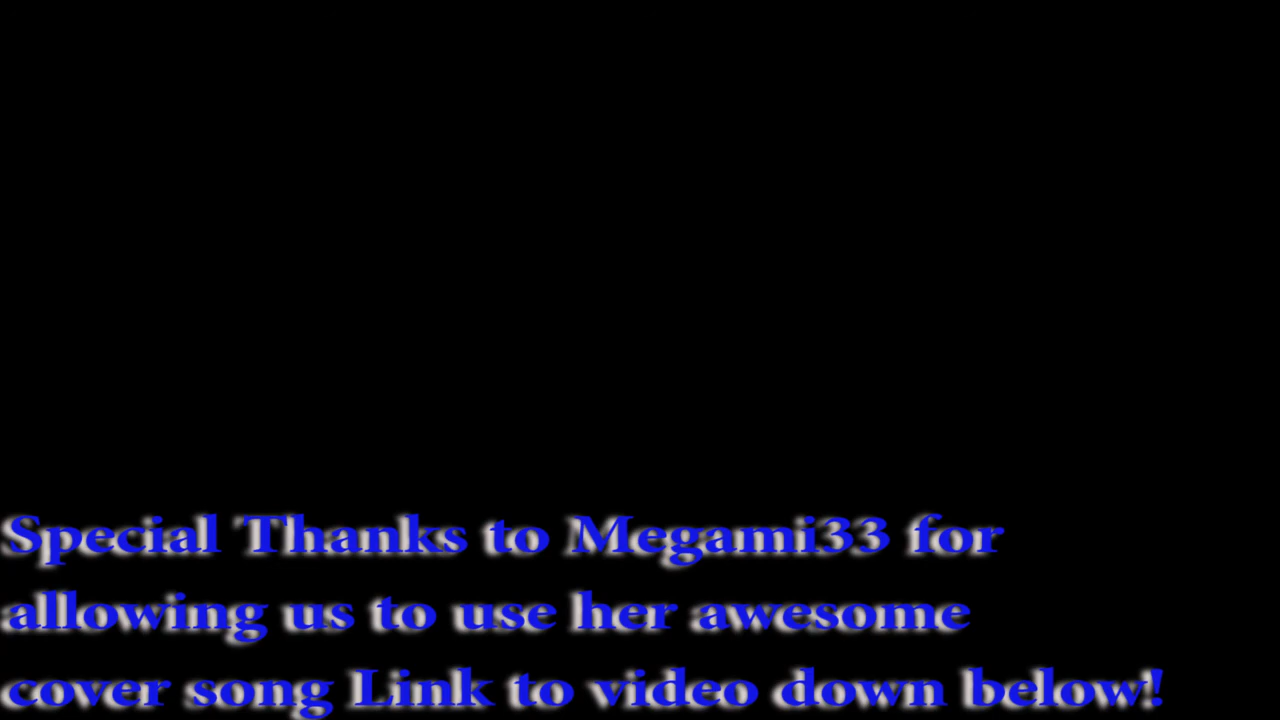 Special Thanks to Megami33 for
allowing us to use her awesome
cover song Link to video down below!